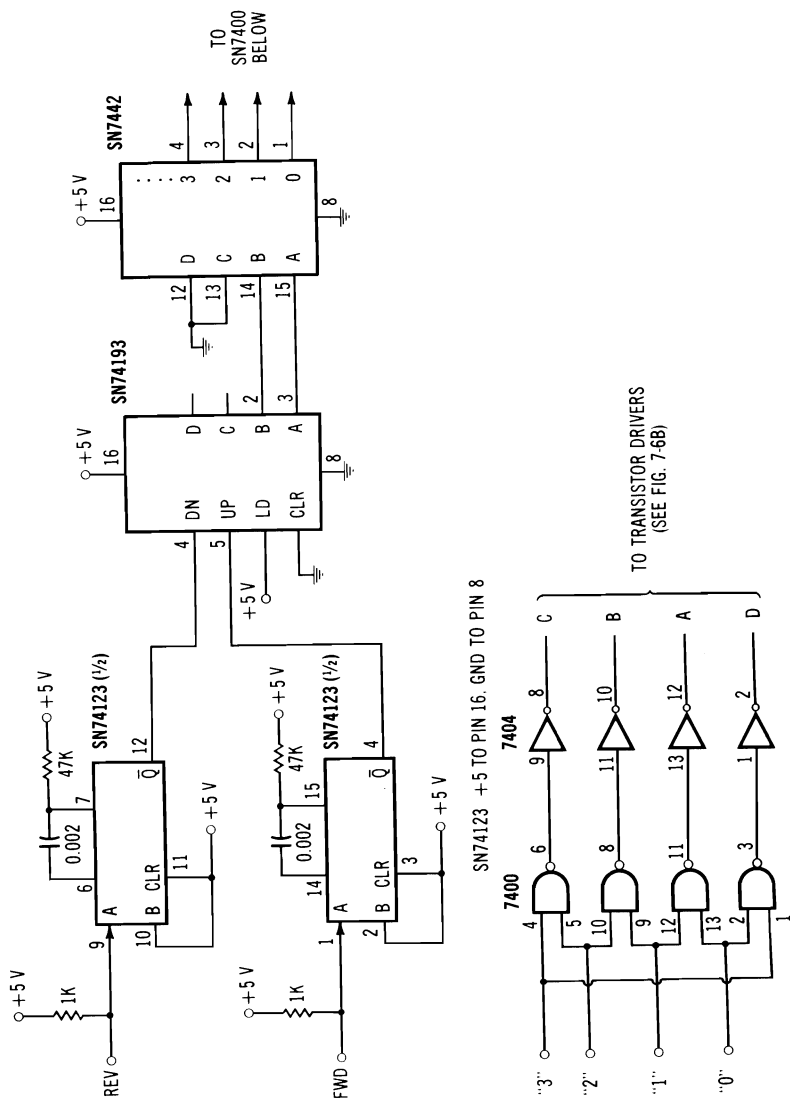 REV
+5 V
1K
9
A
10
B
CLR
11
+5 V
6
7
0.002
47K
+5 V
SN74123 (½)
Q̅
12
FWD
+5 V
1K
1
A
2
B
CLR
3
+5 V
14
15
0.002
47K
+5 V
SN74123 (½)
Q̅
4
SN74193
+5 V
16
4
DN
5
UP
LD
+5 V
CLR
D
C
B
2
A
3
8
SN7442
+5 V
16
12
D
13
C
14
B
15
A
3
4
2
3
1
2
0
1
8
TO
SN7400
BELOW
SN74123 +5 TO PIN 16, GND TO PIN 8
7400
7404
"3"
4
5
6
9
8
C
"2"
10
9
8
11
10
B
"1"
12
13
11
13
12
A
"0"
2
1
3
1
2
D
TO TRANSISTOR DRIVERS
(SEE FIG. 7-6B)